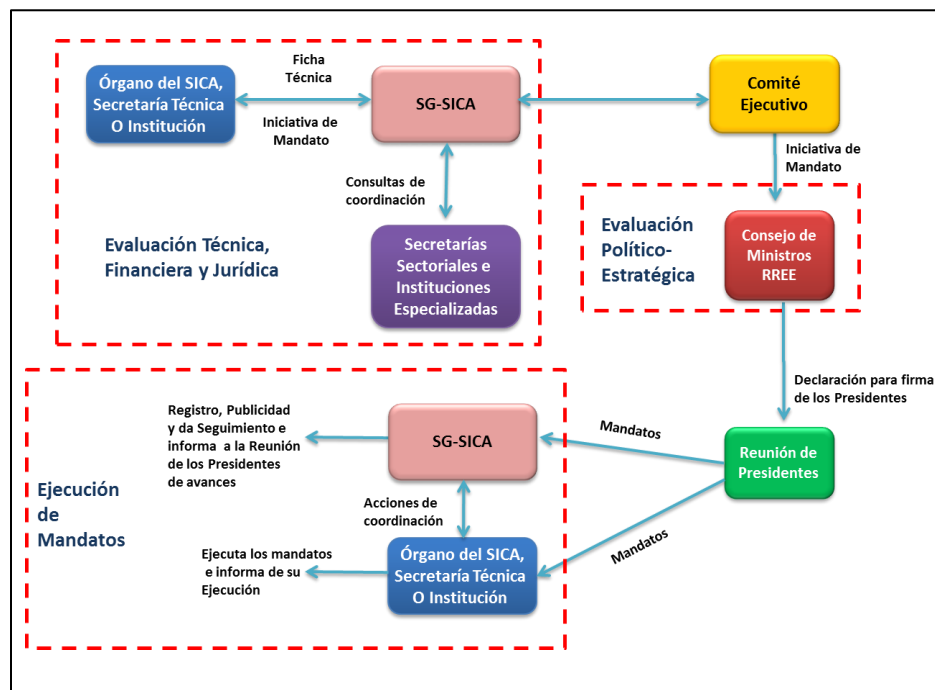 Órgano del SICA,
Secretaría Técnica
O Institución
Ficha
Técnica
Iniciativa de
Mandato
SG-SICA
Comité
Ejecutivo
Consultas de
coordinación
Iniciativa de
Mandato
Evaluación Técnica,
Financiera y Jurídica
Secretarías
Sectoriales e
Instituciones
Especializadas
Evaluación
Político-
Estratégica
Consejo de
Ministros
RREE
Declaración para firma
de los Presidentes
Registro, Publicidad
y da Seguimiento e
informa a la Reunión
de los Presidentes
de avances
SG-SICA
Mandatos
Reunión de
Presidentes
Ejecución
de
Mandatos
Acciones de
coordinación
Mandatos
Ejecuta los mandatos
e informa de su
Ejecución
Órgano del SICA,
Secretaría Técnica
O Institución